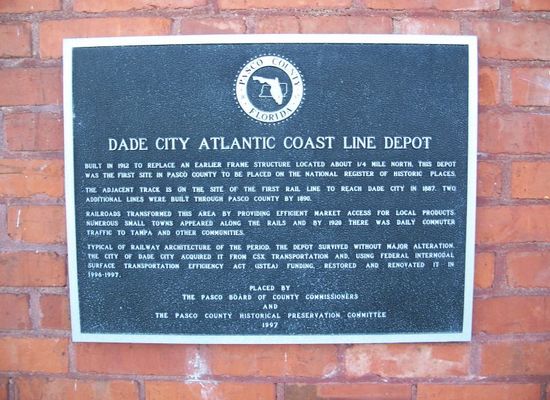 PASCO COUNTY
FLORIDA
DADE CITY ATLANTIC COAST LINE DEPOT
BUILT IN 1912 TO REPLACE AN EARLIER FRAME STRUCTURE LOCATED ABOUT 1/4 MILE NORTH, THIS DEPOT
WAS THE FIRST SITE IN PASCO COUNTY TO BE PLACED ON THE NATIONAL REGISTER OF HISTORIC PLACES.
THE ADJACENT TRACK IS ON THE SITE OF THE FIRST RAIL LINE TO REACH DADE CITY IN 1887. TWO
ADDITIONAL LINES WERE BUILT THROUGH PASCO COUNTY BY 1890.
RAILROADS TRANSFORMED THIS AREA BY PROVIDING EFFICIENT MARKET ACCESS FOR LOCAL PRODUCTS.
NUMEROUS SMALL TOWNS APPEARED ALONG THE RAILS AND BY 1920 THERE WAS DAILY COMMUTER
TRAFFIC TO TAMPA AND OTHER COMMUNITIES.
TYPICAL OF RAILWAY ARCHITECTURE OF THE PERIOD, THE DEPOT SURVIVED WITHOUT MAJOR ALTERATION.
THE CITY OF DADE CITY ACQUIRED IT FROM CSX TRANSPORTATION AND, USING FEDERAL INTERMODAL
SURFACE TRANSPORTATION EFFICIENCY ACT (ISTEA) FUNDING, RESTORED AND RENOVATED IT IN
1996-1997.
PLACED BY
THE PASCO BOARD OF COUNTY COMMISSIONERS
AND
THE PASCO COUNTY HISTORICAL PRESERVATION COMMITTEE
1997